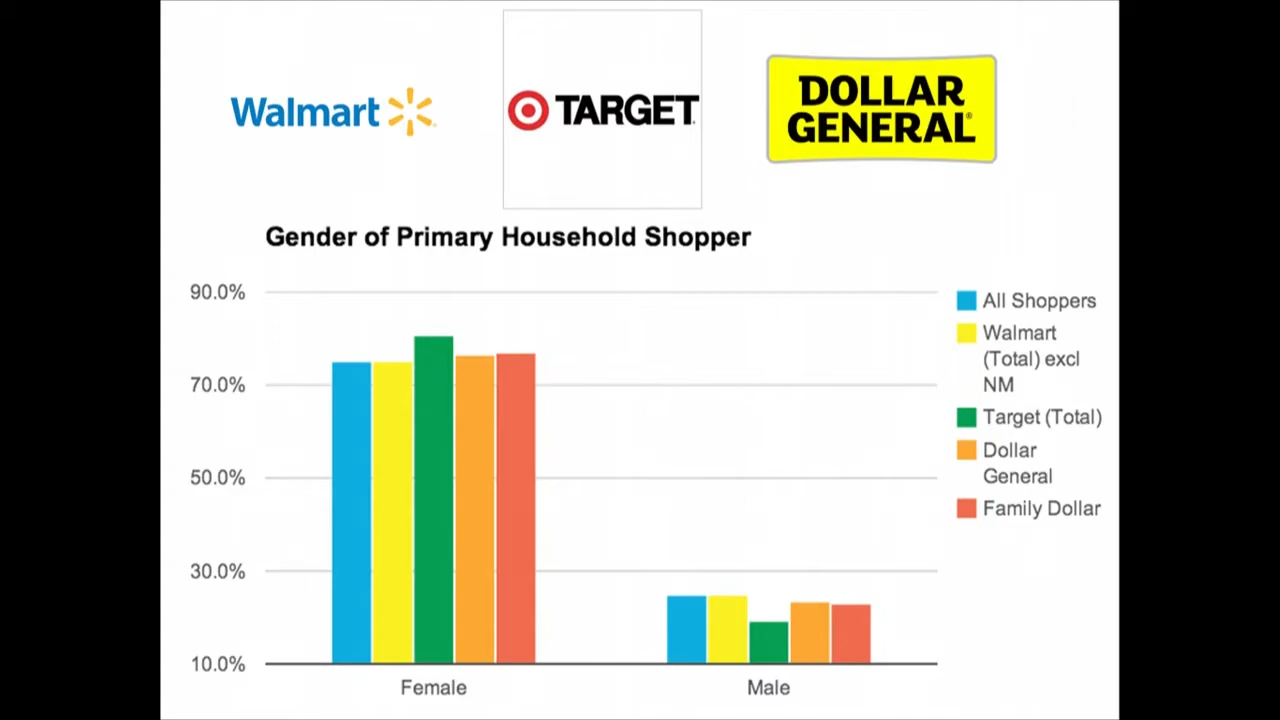 Walmart
TARGET
DOLLAR
GENERAL®
Gender of Primary Household Shopper
90.0%
70.0%
50.0%
30.0%
10.0%
Female
Male
All Shoppers
Walmart
(Total) excl
NM
Target (Total)
Dollar
General
Family Dollar